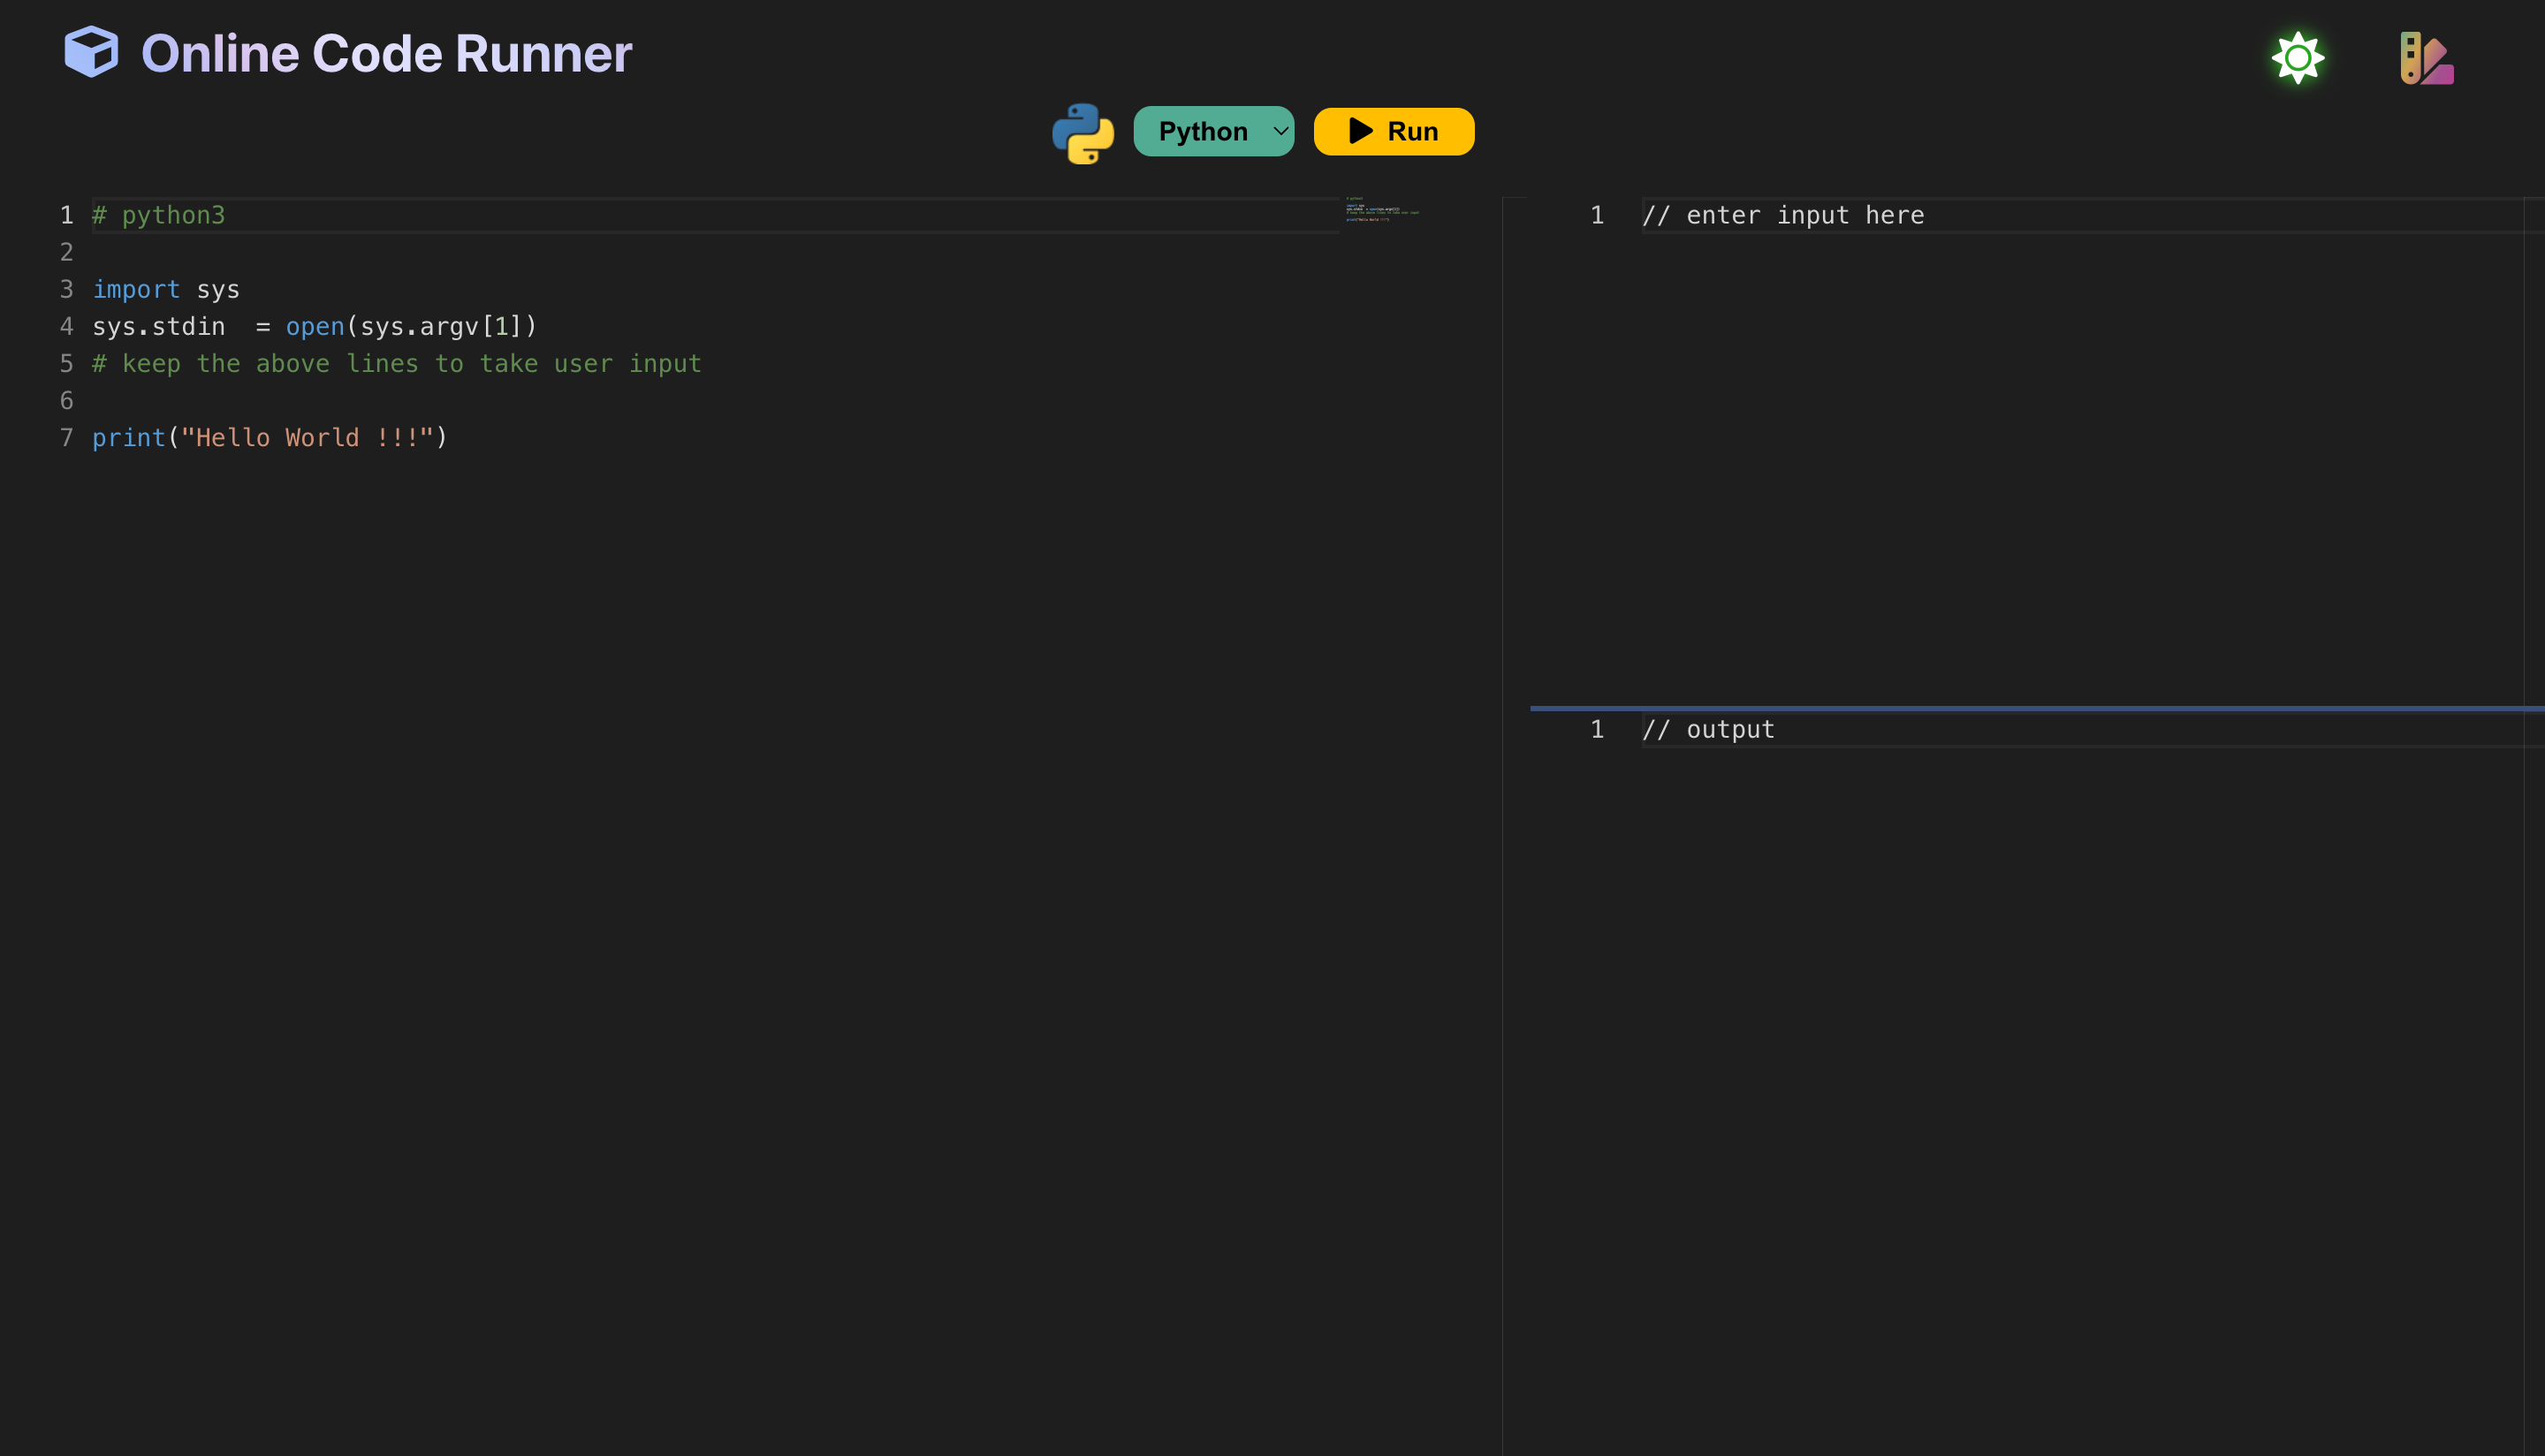 Online Code Runner
Python
Run
1 # python3
2
3 import sys
4 sys.stdin  = open(sys.argv[1])
5 # keep the above lines to take user input
6
7 print("Hello World !!!")
1 // enter input here
1 // output